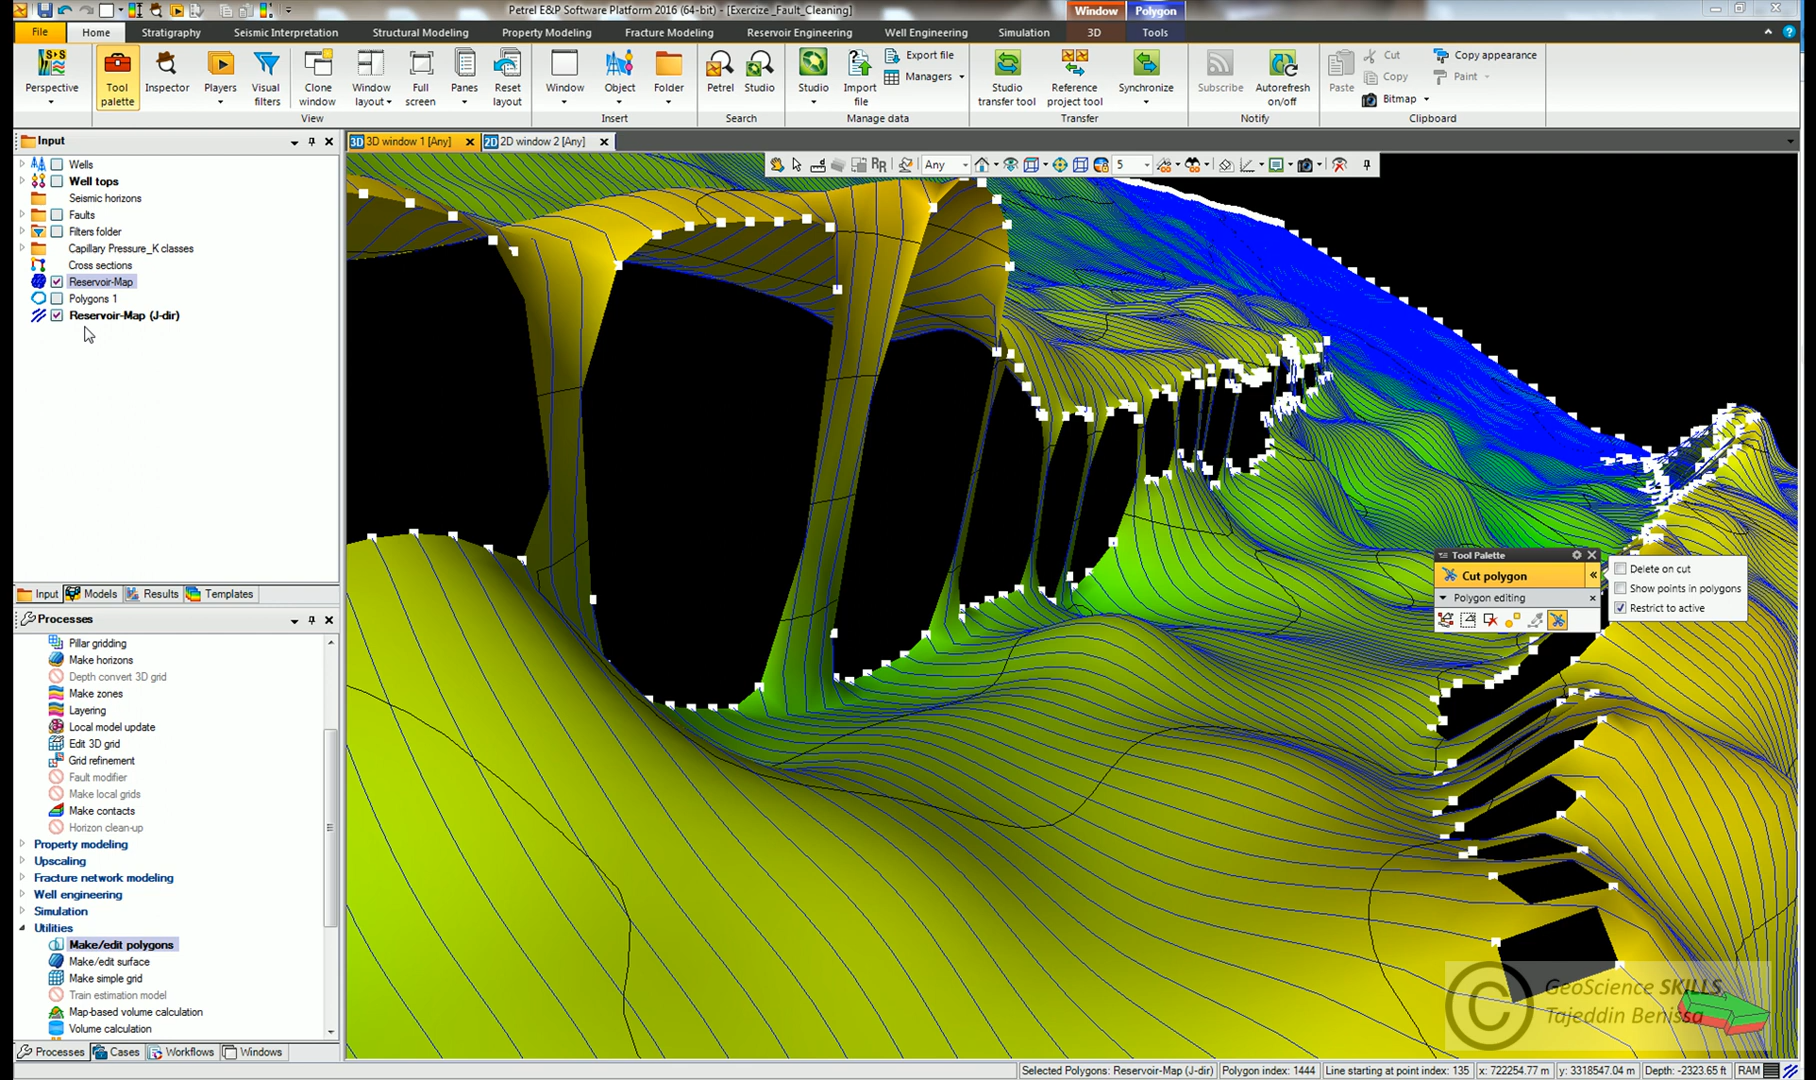 Petrel E&P Software Platform 2016 (64-bit) - [Exercize _Fault_Cleaning]
Window
Polygon
File
Home
Stratigraphy
Seismic Interpretation
Structural Modeling
Property Modeling
Fracture Modeling
Reservoir Engineering
Well Engineering
Simulation
3D
Tools
Perspective
Tool palette
Inspector
Players
Visual filters
Clone window
Window layout
Full screen
Panes
Reset layout
View
Window
Object
Folder
Insert
Petrel
Studio
Search
Studio
Import file
Export file
Managers
Manage data
Studio transfer tool
Reference project tool
Synchronize
Transfer
Subscribe
Autorefresh on/off
Notify
Paste
Cut
Copy
Bitmap
Copy appearance
Paint
Clipboard
Input
3D 3D window 1 [Any]
2D 2D window 2 [Any]
Any
5
Wells
Well tops
Seismic horizons
Faults
Filters folder
Capillary Pressure_K classes
Cross sections
Reservoir-Map
Polygons 1
Reservoir-Map (J-dir)
Input
Models
Results
Templates
Processes
Pillar gridding
Make horizons
Depth convert 3D grid
Make zones
Layering
Local model update
Edit 3D grid
Grid refinement
Fault modifier
Make local grids
Make contacts
Horizon clean-up
Property modeling
Upscaling
Fracture network modeling
Well engineering
Simulation
Utilities
Make/edit polygons
Make/edit surface
Make simple grid
Train estimation model
Map-based volume calculation
Volume calculation
Processes
Cases
Workflows
Windows
Tool Palette
Cut polygon
Polygon editing
Delete on cut
Show points in polygons
Restrict to active
©
GeoScience SKILLS
Tajeddin Benissa
Selected Polygons: Reservoir-Map (J-dir)
Polygon index: 1444
Line starting at point index: 135
x: 722254.77 m
y: 3318547.04 m
Depth: -2323.65 ft
RAM